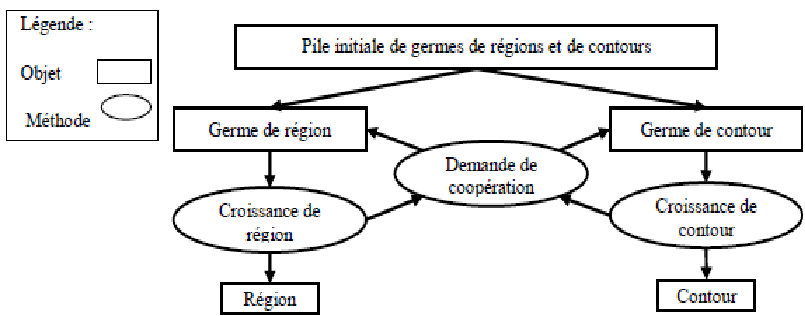 Légende :
Objet
Méthode
Pile initiale de germes de régions et de contours
Germe de région
Germe de contour
Demande de
coopération
Croissance de
région
Croissance de
contour
Région
Contour